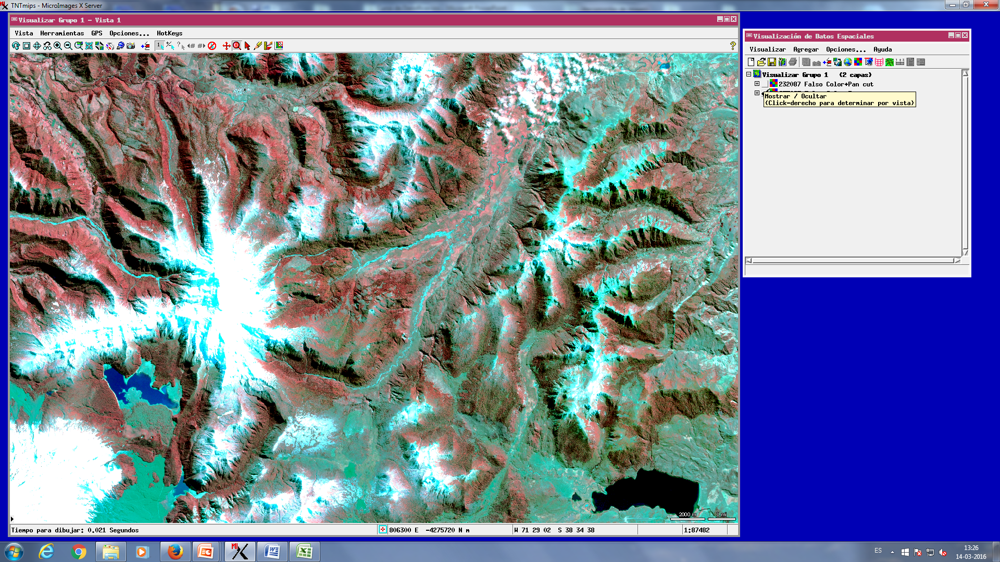 TNTmips - MicroImages X Server
Visualizar Grupo 1 - Vista 1
Vista Herramientas GPS Opciones... HotKeys
Visualización de Datos Espaciales
Visualizar Agregar Opciones... Ayuda
Visualizar Grupo 1 (2 capas)
232087 Falso Color+Pan cut
Mostrar / Ocultar
(Click-derecho para determinar por vista)
2000 m 1 mi
Tiempo para dibujar: 0.021 Segundos
806300 E -4275720 N m
W 71 29 02 S 38 34 38
1:87482
ES
13:26
14-03-2016